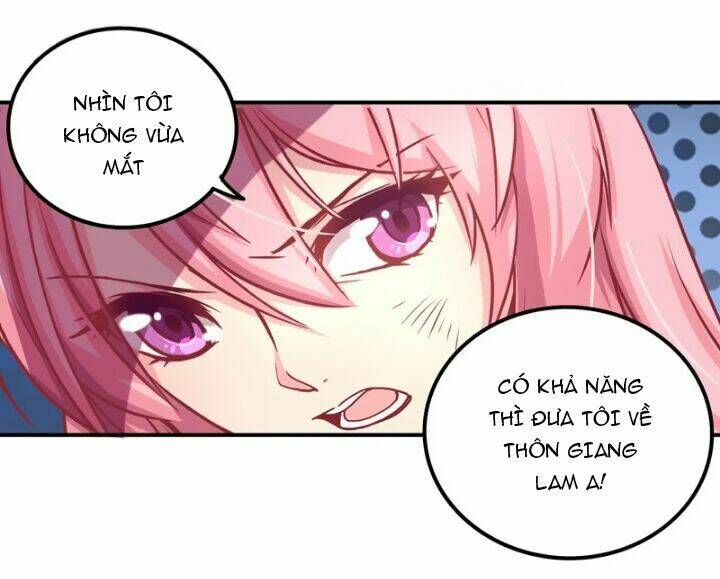 NHÌN TÔI
KHÔNG VỪA
MẮT
CÓ KHẢ NĂNG
THÌ ĐƯA TÔI VỀ
THÔN GIANG
LAM A!